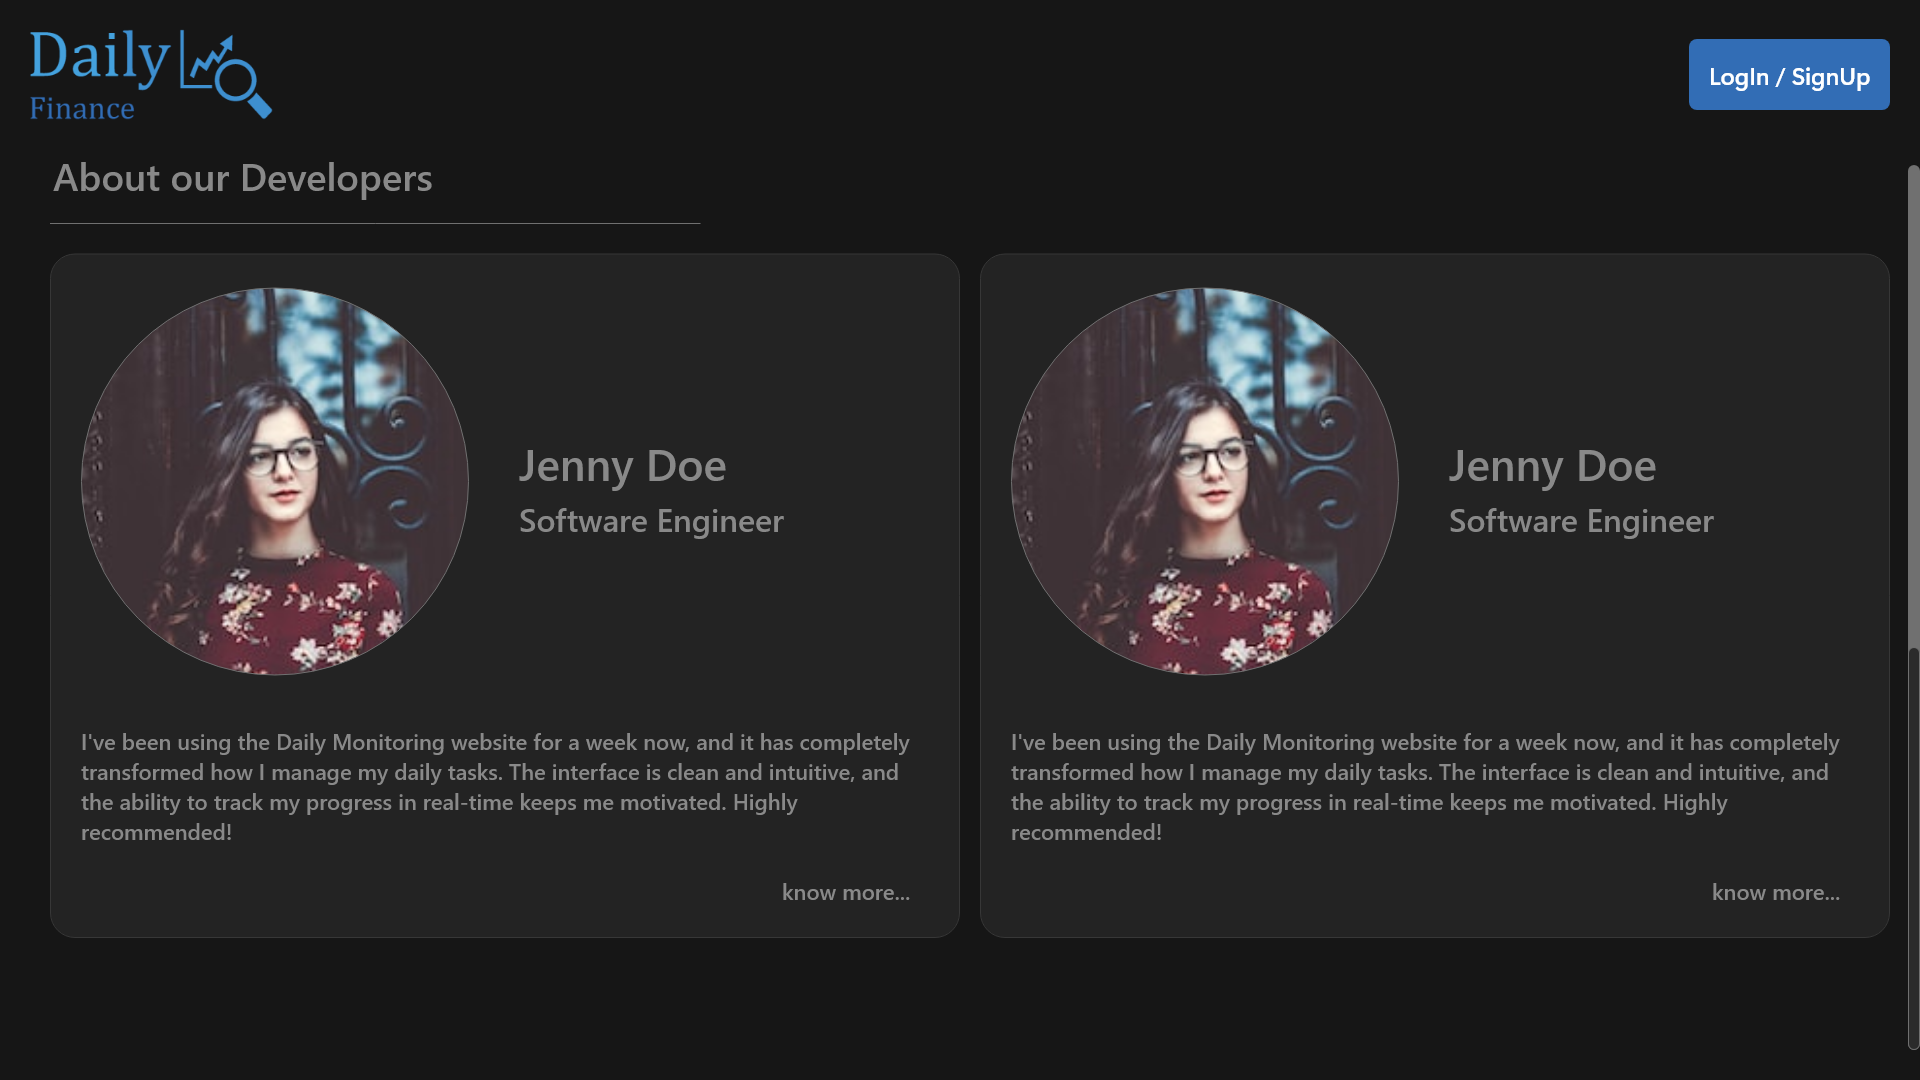 Daily
Finance
LogIn / SignUp
About our Developers
Jenny Doe
Software Engineer
I've been using the Daily Monitoring website for a week now, and it has completely
transformed how I manage my daily tasks. The interface is clean and intuitive, and
the ability to track my progress in real-time keeps me motivated. Highly
recommended!
know more...
Jenny Doe
Software Engineer
I've been using the Daily Monitoring website for a week now, and it has completely
transformed how I manage my daily tasks. The interface is clean and intuitive, and
the ability to track my progress in real-time keeps me motivated. Highly
recommended!
know more...